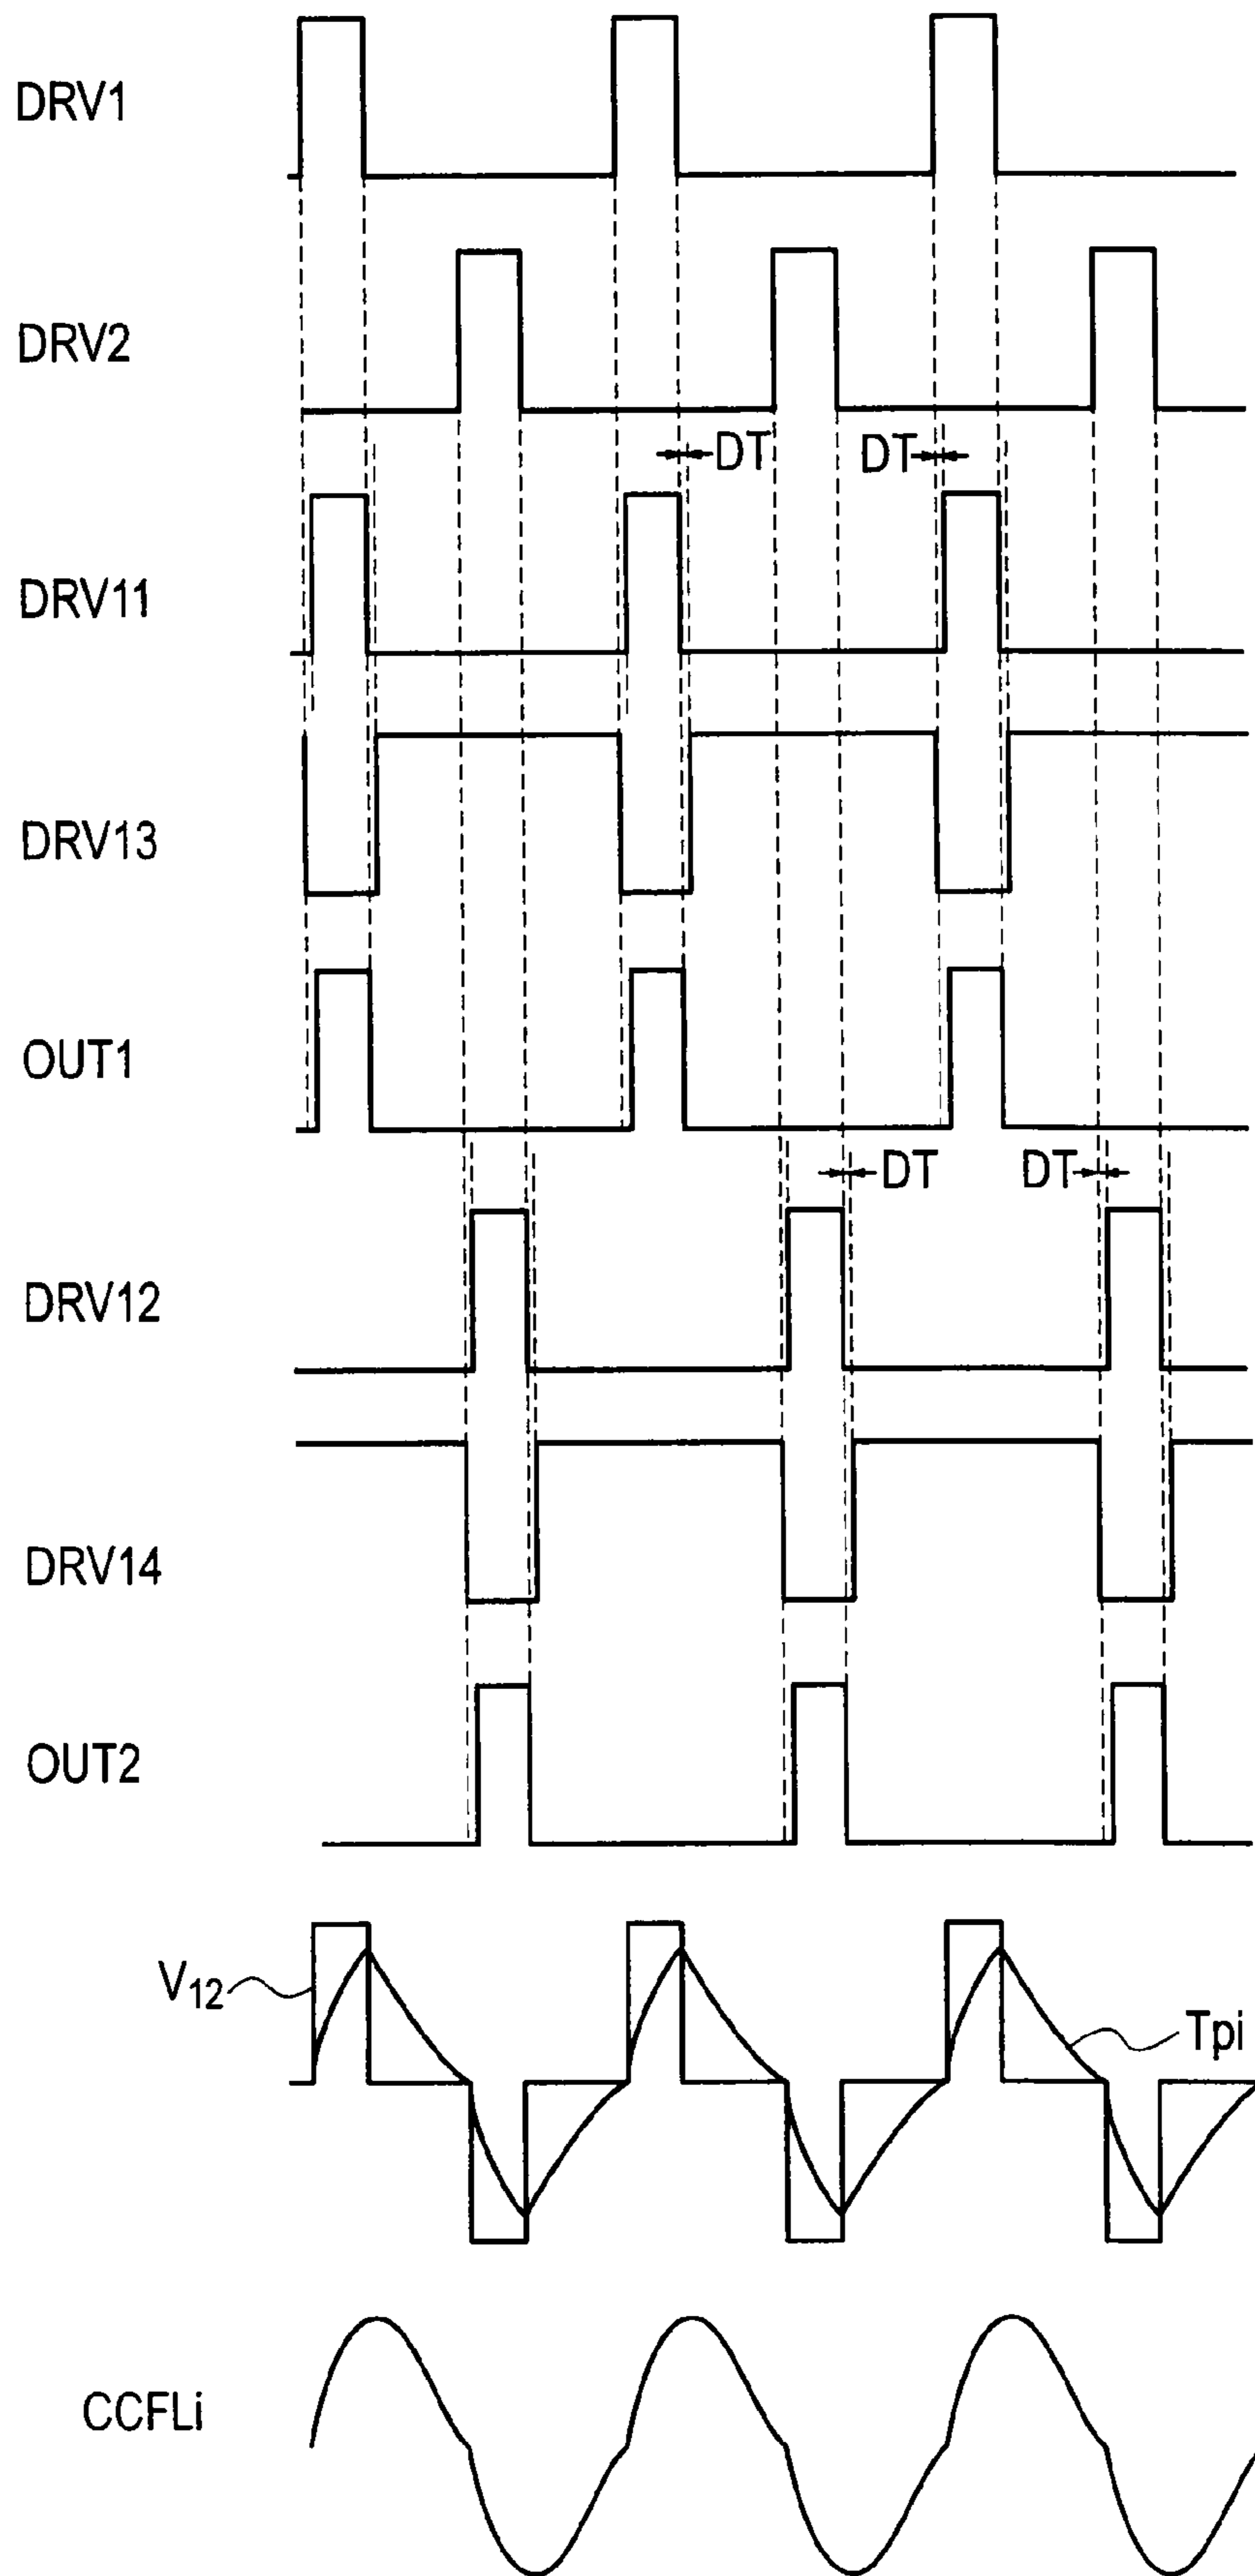 DRV1
DRV2
DT DT
DRV11
DRV13
OUT1
DT DT
DRV12
DRV14
OUT2
V12
Tpi
CCFLi